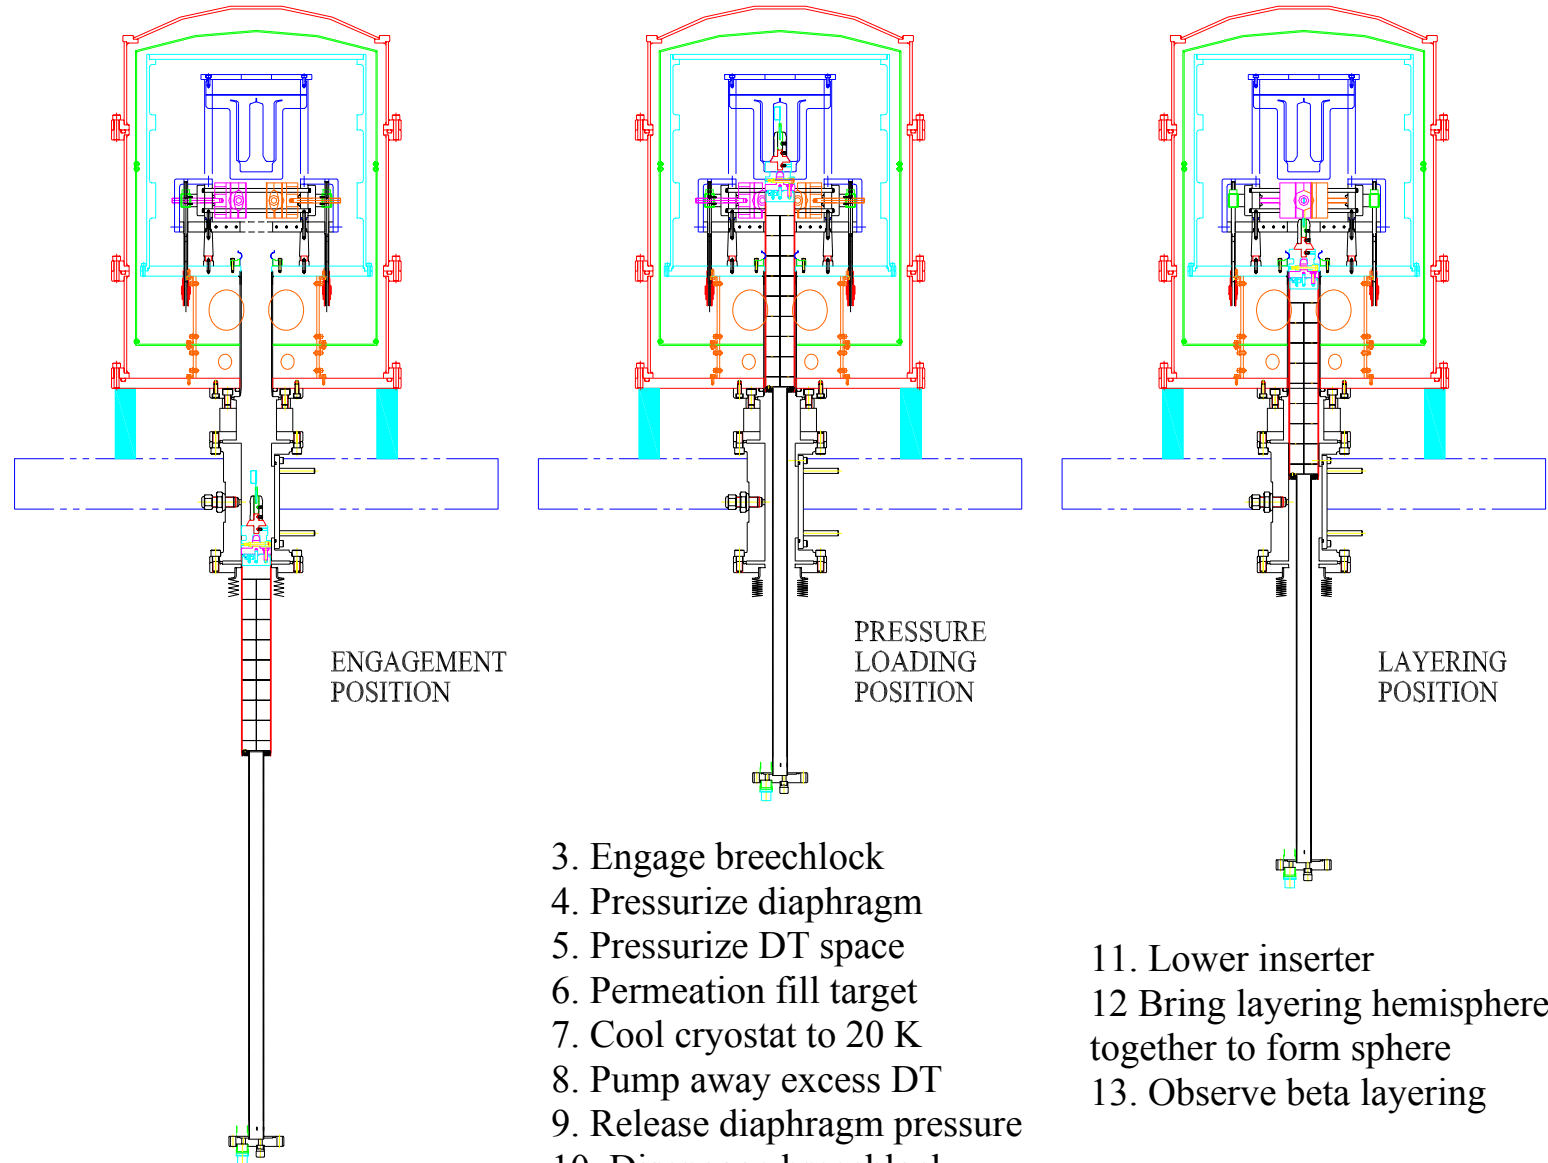 ENGAGEMENT
POSITION
PRESSURE
LOADING
POSITION
LAYERING
POSITION
3. Engage breechlock
4. Pressurize diaphragm
5. Pressurize DT space
6. Permeation fill target
7. Cool cryostat to 20 K
8. Pump away excess DT
9. Release diaphragm pressure
10.
11. Lower inserter
12 Bring layering hemisphere
together to form sphere
13. Observe beta layering